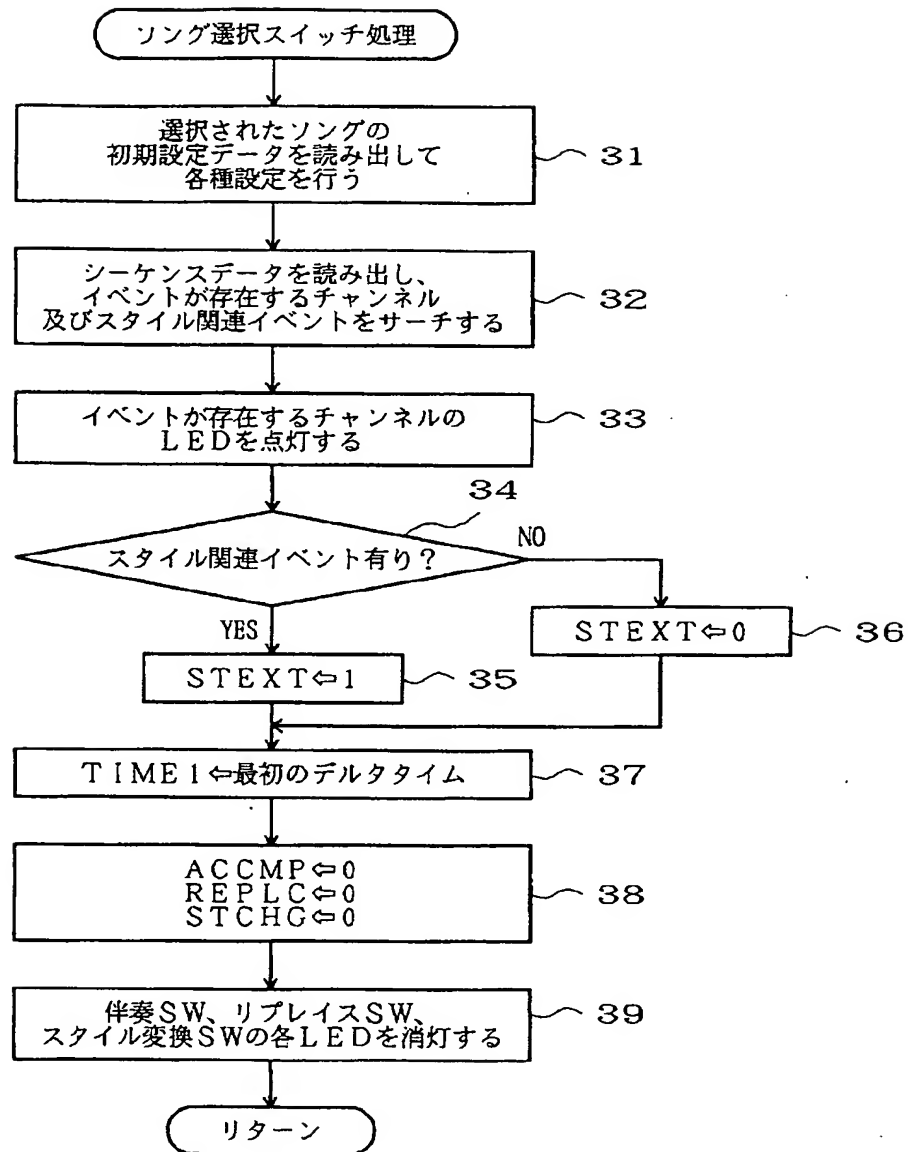 ソング選択スイッチ処理
選択されたソングの
初期設定データを読み出して
各種設定を行う
31
シーケンスデータを読み出し、
イベントが存在するチャンネル
及びスタイル関連イベントをサーチする
32
イベントが存在するチャンネルの
LEDを点灯する
33
34
スタイル関連イベント有り？
NO
YES
STEXT⇦0
36
STEXT⇦1
35
TIME1⇦最初のデルタタイム
37
ACCMP⇦0
REPLC⇦0
STCHG⇦0
38
伴奏SW、リプレイスSW、
スタイル変換SWの各LEDを消灯する
39
リターン